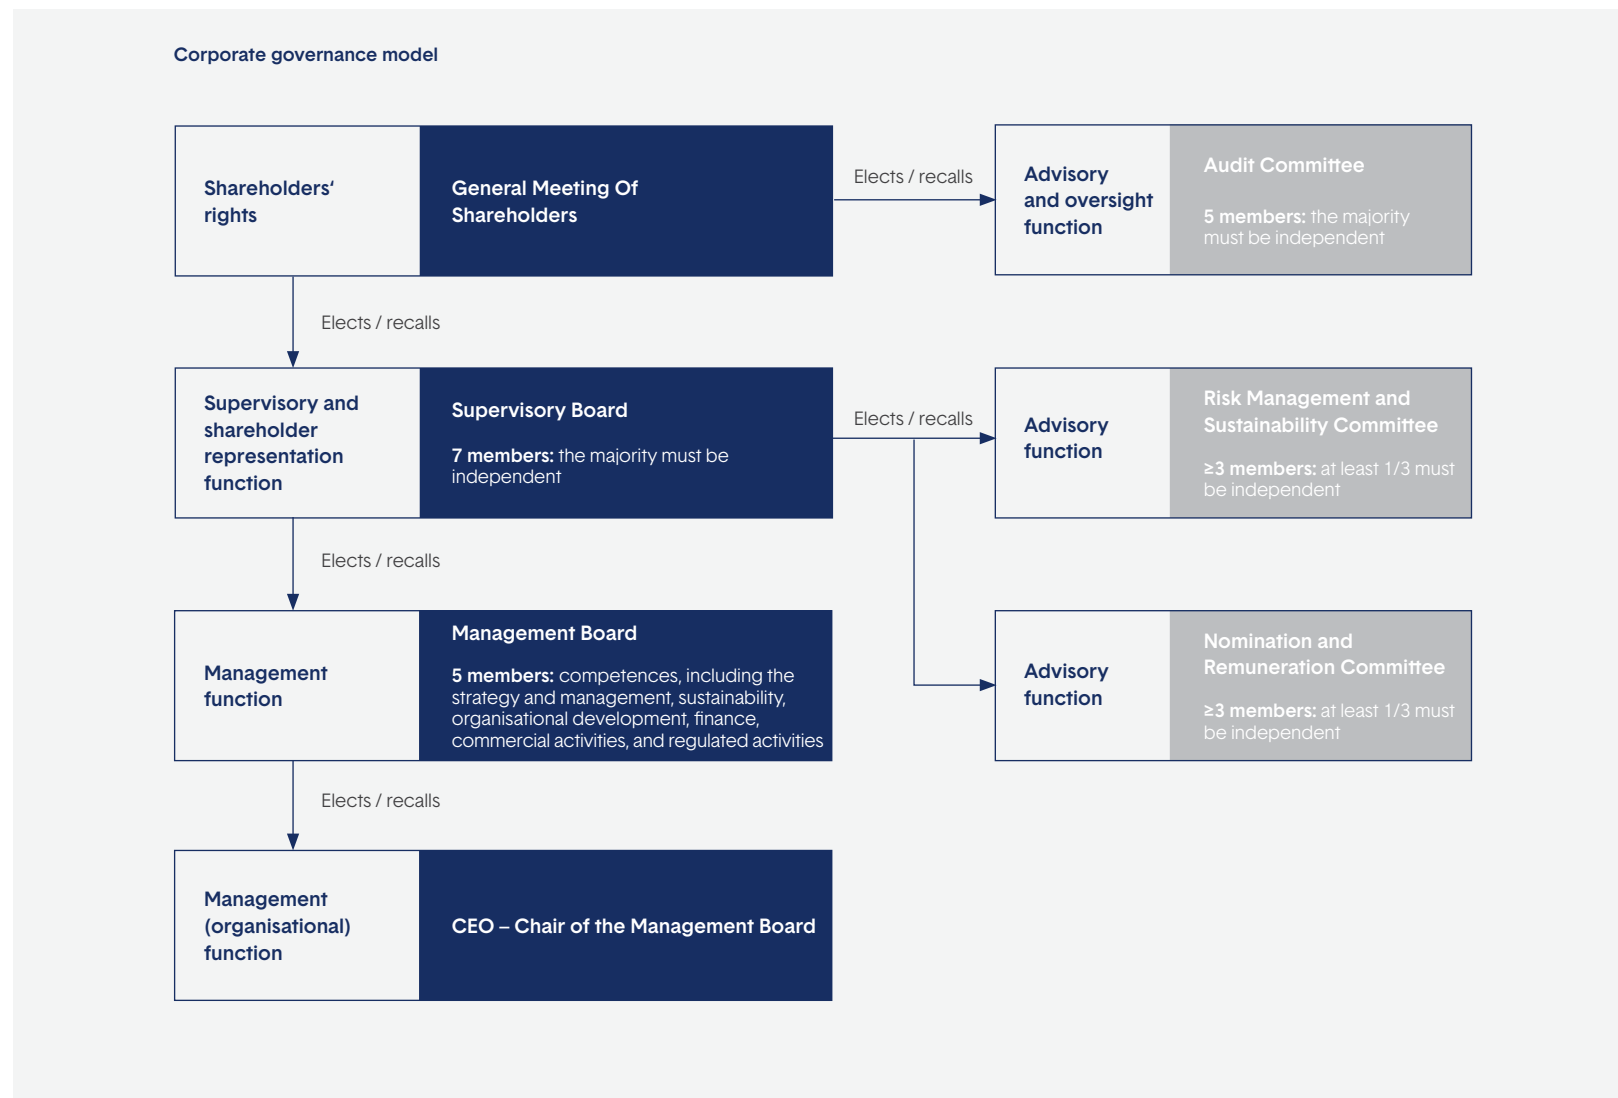 Corporate governance model
Shareholders‘
rights
General Meeting Of
Shareholders
Elects / recalls
Advisory
and oversight
function
Audit Committee
5 members: the majority
must be independent
Elects / recalls
Supervisory and
shareholder
representation
function
Supervisory Board
7 members: the majority must be
independent
Elects / recalls
Advisory
function
Risk Management and
Sustainability Committee
≥3 members: at least 1/3 must
be independent
Elects / recalls
Management
function
Management Board
5 members: competences, including the
strategy and management, sustainability,
organisational development, finance,
commercial activities, and regulated activities
Advisory
function
Nomination and
Remuneration Committee
≥3 members: at least 1/3 must
be independent
Elects / recalls
Management
(organisational)
function
CEO – Chair of the Management Board